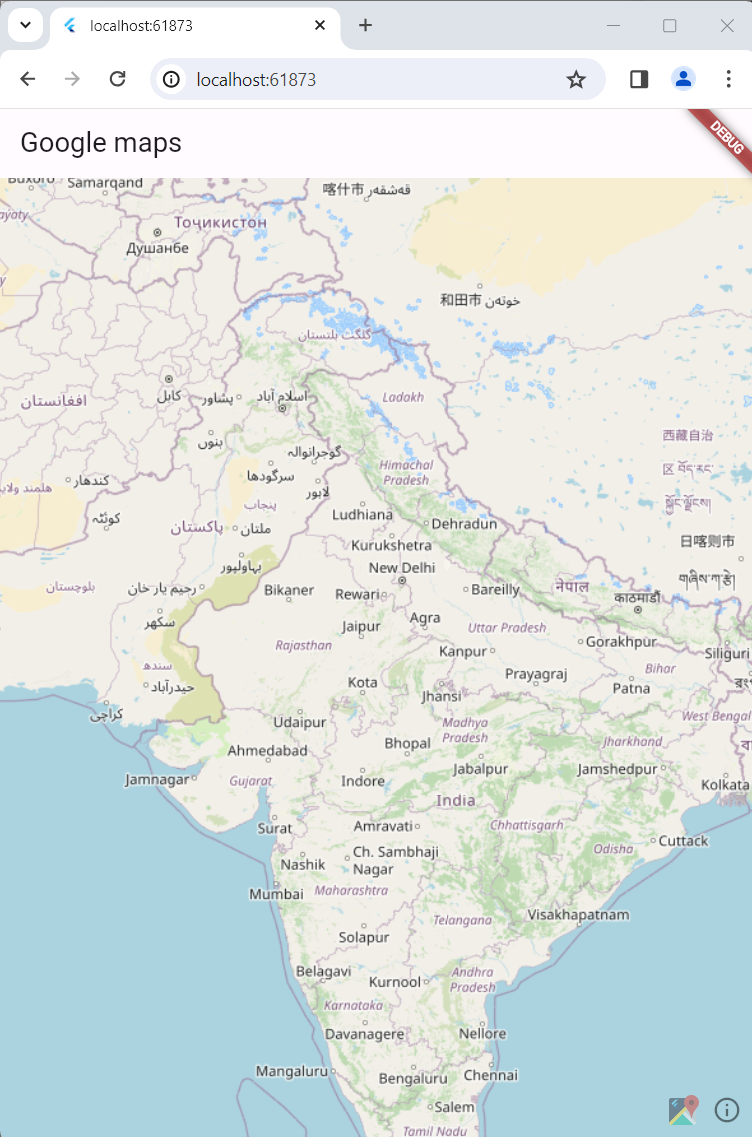 localhost:61873
localhost:61873
Google maps
DEBUG
Samarqand
喀什市 قەشقەر
Тоҷикистон
Душанбе
和田市 خوتەن
گلگت بلتستان
افغانستان
کابل
پشاور
اسلام آباد
Ladakh
بنوں
گوجرانوالہ
西藏自治
Himachal
Pradesh
区 བོད་རང་
سرگودھا
کندهار
لاہور
پنجاب
Ludhiana
کوئٹہ
پاکستان
ملتان
Dehradun
Kurukshetra
日喀则市
بہاولپور
New Delhi
گཞིས་ཀ་རྩེ།
بلوچستان
رحیم یار خان
Bikaner
Rewari
Bareilly
नेपाल
काठमाडौं
سکھر
Jaipur
Agra
Uttar Pradesh
Gorakhpur
Rajasthan
Kanpur
Siliguri
سندھ
Prayagraj
Bihar
حیدرآباد
Kota
Jhansi
Patna
کراچی
Udaipur
Madhya
Pradesh
West Bengal
Bhopal
Jharkhand
Ahmedabad
Jamnagar
Gujarat
Indore
Jabalpur
Jamshedpur
Kolkata
India
Surat
Amravati
Chhattisgarh
Cuttack
Nashik
Ch. Sambhaji
Nagar
Odisha
Mumbai
Maharashtra
Telangana
Visakhapatnam
Solapur
Belagavi
Kurnool
Andhra
Pradesh
Karnataka
Davanagere
Nellore
Mangaluru
Bengaluru
Chennai
Salem
Tamil Nadu